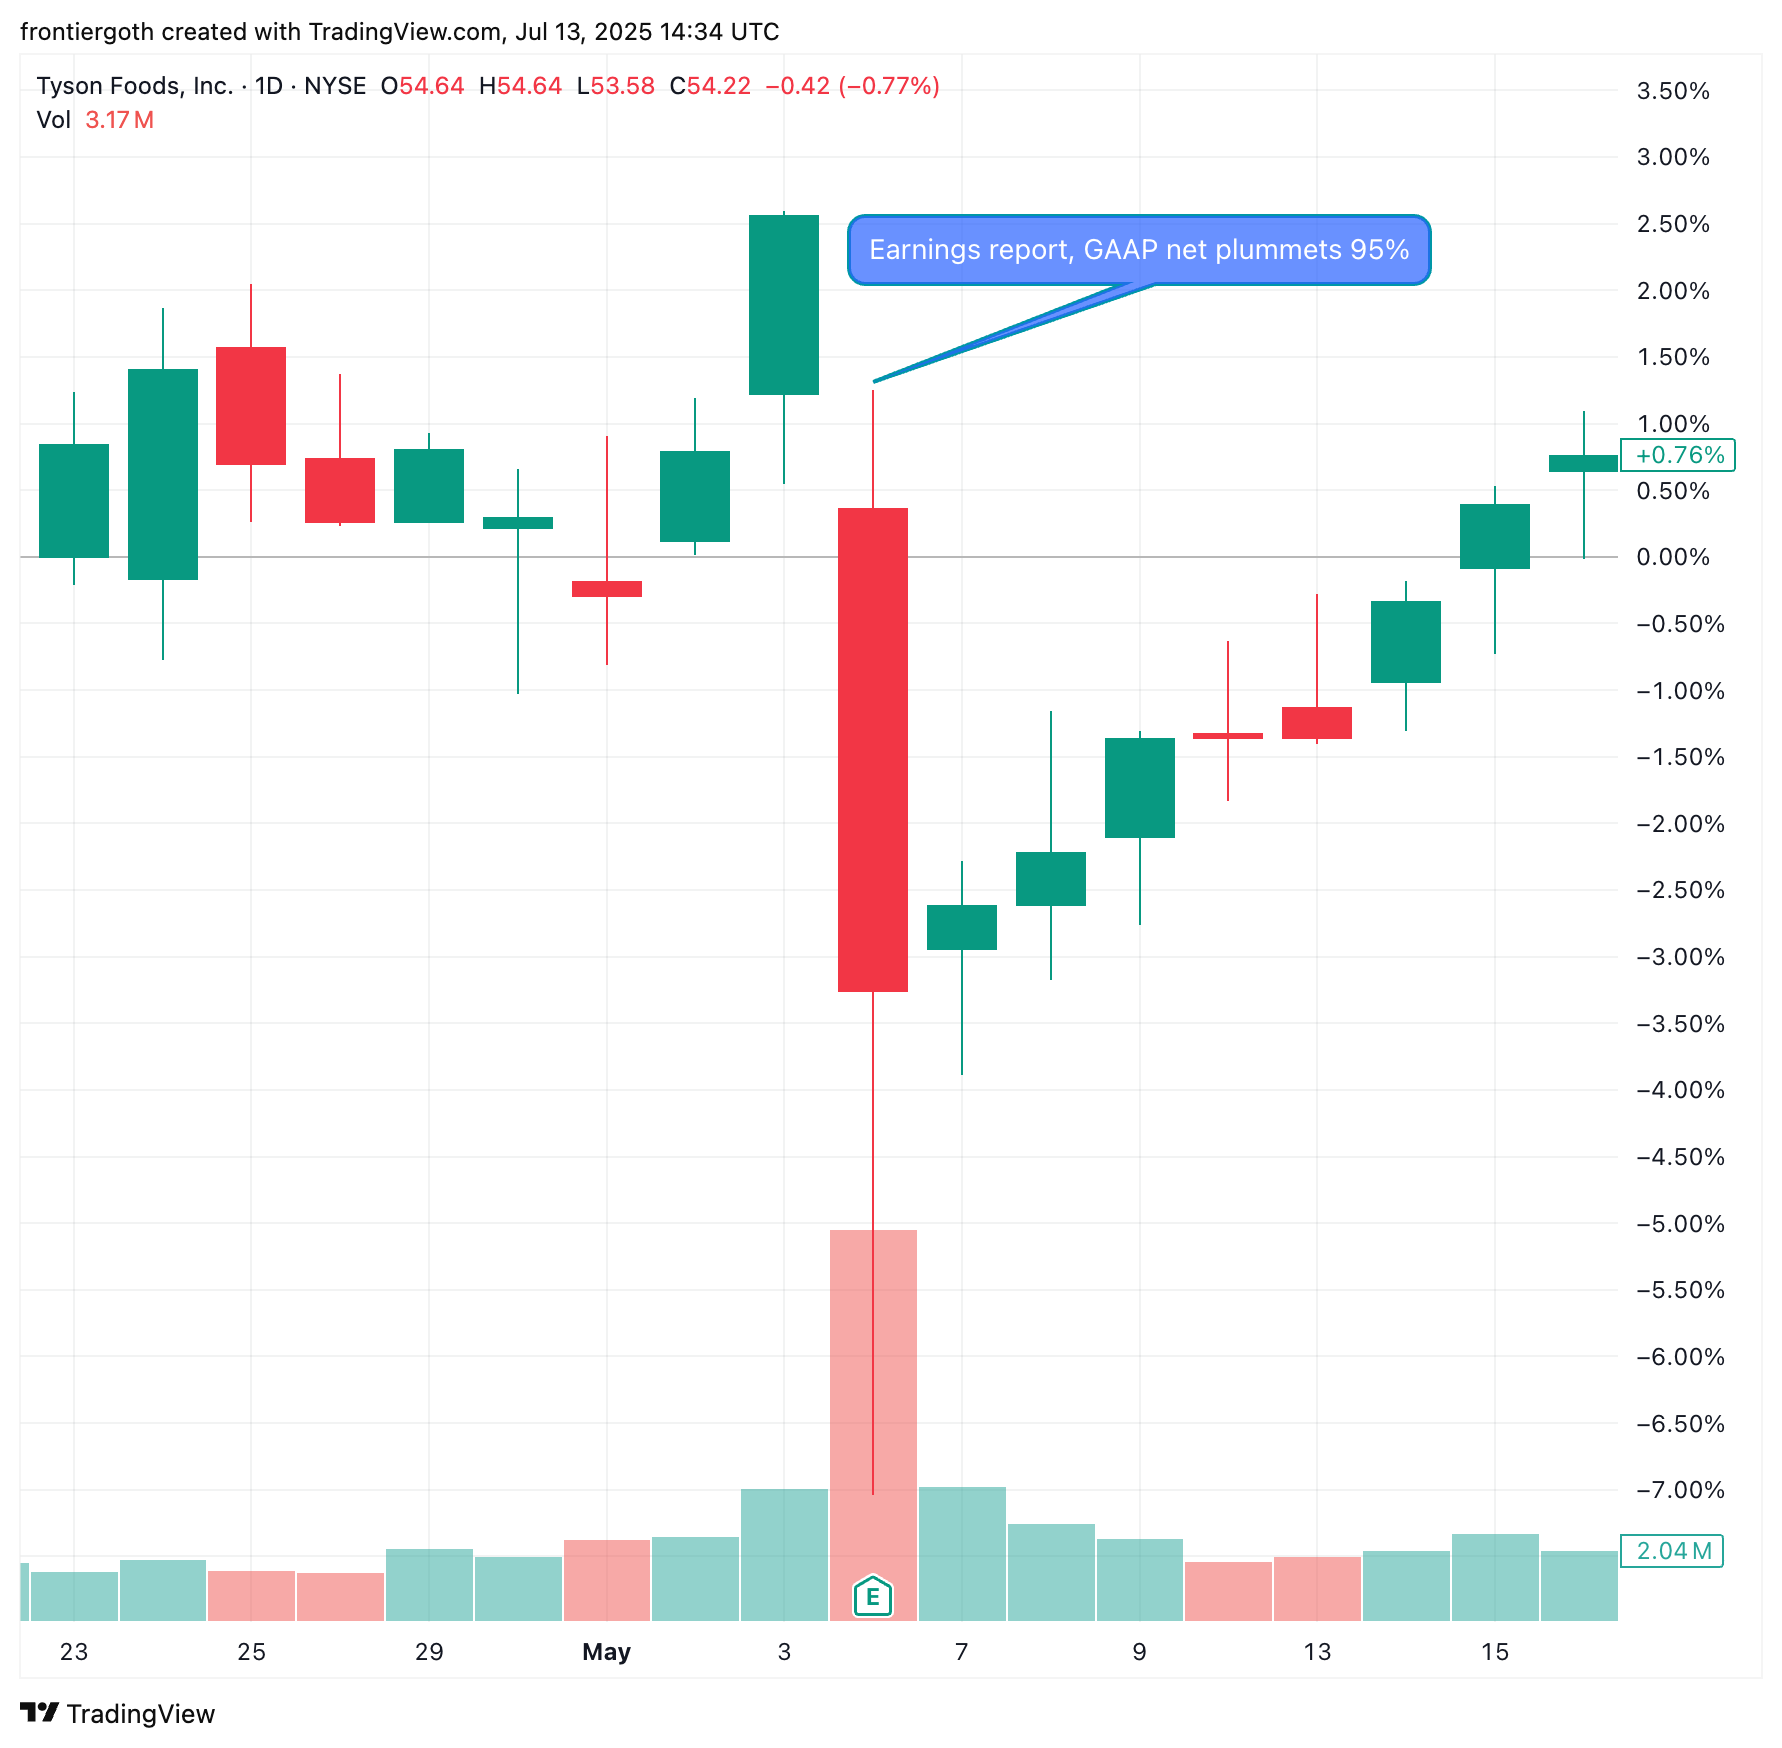 frontiergoth created with TradingView.com, Jul 13, 2025 14:34 UTC
Tyson Foods, Inc. · 1D · NYSE O54.64 H54.64 L53.58 C54.22 −0.42 (−0.77%)
Vol 3.17 M
Earnings report, GAAP net plummets 95%
3.50%
3.00%
2.50%
2.00%
1.50%
1.00%
+0.76%
0.50%
0.00%
−0.50%
−1.00%
−1.50%
−2.00%
−2.50%
−3.00%
−3.50%
−4.00%
−4.50%
−5.00%
−5.50%
−6.00%
−6.50%
−7.00%
2.04 M
E
23 25 29 May 3 7 9 13 15
TradingView